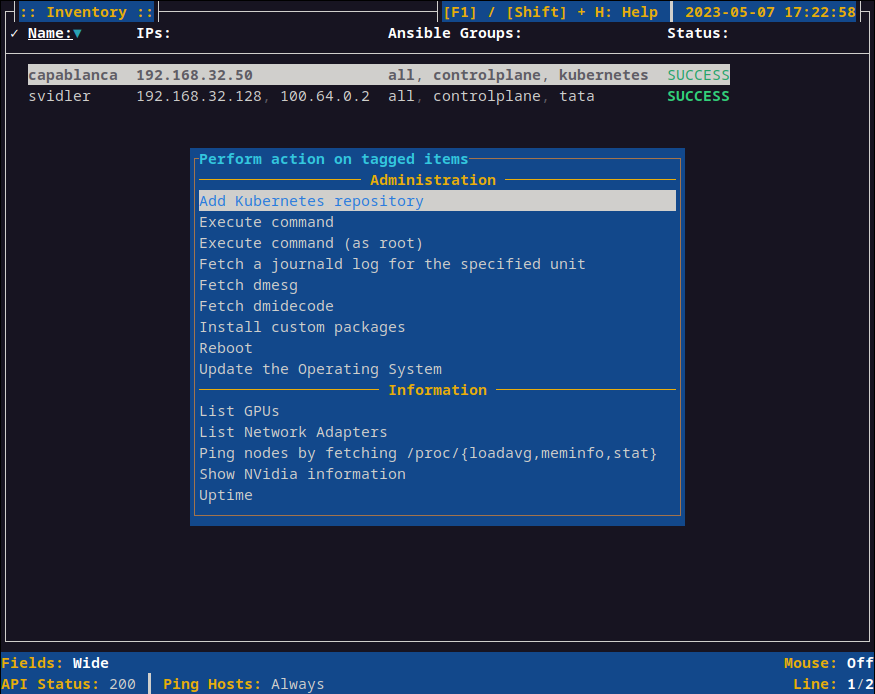 :: Inventory :: [F1] / [Shift] + H: Help 2023-05-07 17:22:58
✓ Name:▼ IPs: Ansible Groups: Status:
capablanca 192.168.32.50 all, controlplane, kubernetes SUCCESS
svidler 192.168.32.128, 100.64.0.2 all, controlplane, tata SUCCESS
Perform action on tagged items
Administration
Add Kubernetes repository
Execute command
Execute command (as root)
Fetch a journald log for the specified unit
Fetch dmesg
Fetch dmidecode
Install custom packages
Reboot
Update the Operating System
Information
List GPUs
List Network Adapters
Ping nodes by fetching /proc/{loadavg,meminfo,stat}
Show NVidia information
Uptime
Fields: Wide Mouse: Off
API Status: 200 Ping Hosts: Always Line: 1/2